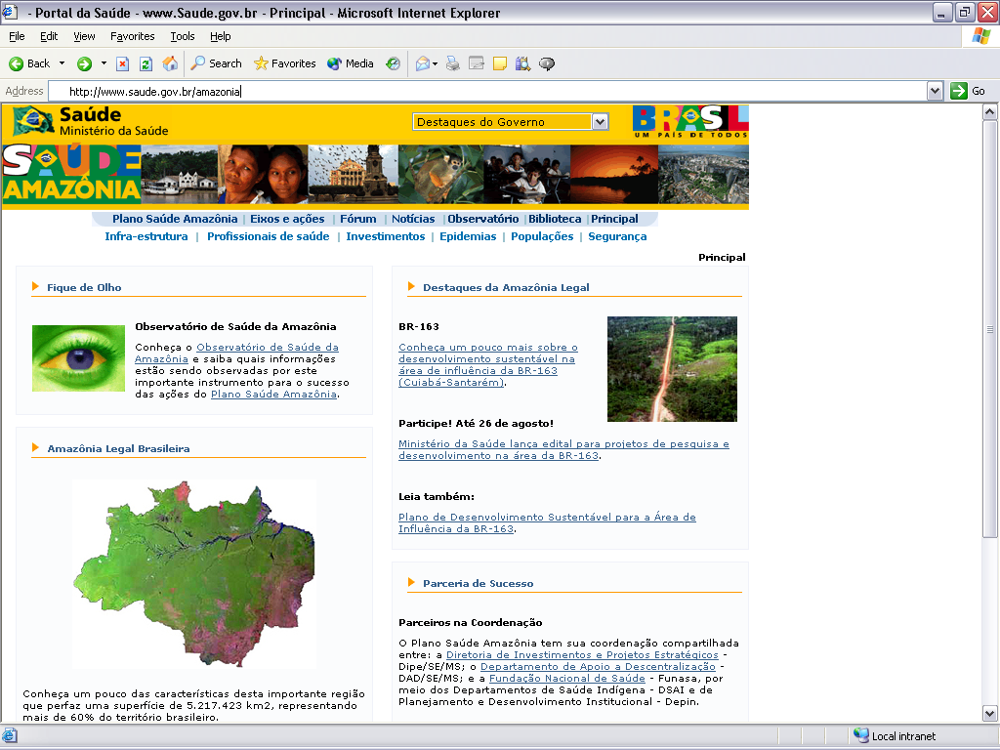 - Portal da Saúde - www.Saude.gov.br - Principal - Microsoft Internet Explorer
File Edit View Favorites Tools Help
Back Search Favorites Media
Address http://www.saude.gov.br/amazonia Go
Saúde
Ministério da Saúde
Destaques do Governo
BRASIL
UM PAÍS DE TODOS
SAÚDE
AMAZÔNIA
Plano Saúde Amazônia | Eixos e ações | Fórum | Notícias | Observatório | Biblioteca | Principal
Infra-estrutura | Profissionais de saúde | Investimentos | Epidemias | Populações | Segurança
Principal
Fique de Olho
Observatório de Saúde da Amazônia
Conheça o Observatório de Saúde da
Amazônia e saiba quais informações
estão sendo observadas por este
importante instrumento para o sucesso
das ações do Plano Saúde Amazônia.
Amazônia Legal Brasileira
Conheça um pouco das características desta importante região
que perfaz uma superfície de 5.217.423 km2, representando
mais de 60% do território brasileiro.
Destaques da Amazônia Legal
BR-163
Conheça um pouco mais sobre o
desenvolvimento sustentável na
área de influência da BR-163
(Cuiabá-Santarém).
Participe! Até 26 de agosto!
Ministério da Saúde lança edital para projetos de pesquisa e
desenvolvimento na área da BR-163.
Leia também:
Plano de Desenvolvimento Sustentável para a Área de
Influência da BR-163.
Parceria de Sucesso
Parceiros na Coordenação
O Plano Saúde Amazônia tem sua coordenação compartilhada
entre: a Diretoria de Investimentos e Projetos Estratégicos -
Dipe/SE/MS; o Departamento de Apoio a Descentralização -
DAD/SE/MS; e a Fundação Nacional de Saúde - Funasa, por
meio dos Departamentos de Saúde Indígena - DSAI e de
Planejamento e Desenvolvimento Institucional - Depin.
Local intranet